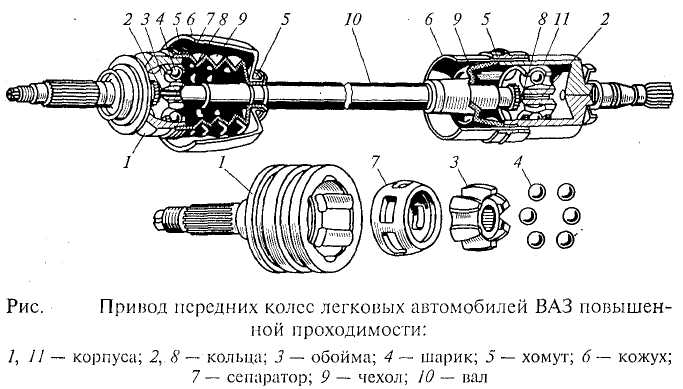 2 3 4 5 6 7 8 9 5 10 6 9 5 8 11 2
1
1 7 3 4
Рис. Привод передних колес легковых автомобилей ВАЗ повышен-
ной проходимости:
1, 11 — корпуса; 2, 8 — кольца; 3 — обойма; 4 — шарик; 5 — хомут; 6 — кожух;
7 — сепаратор; 9 — чехол; 10 — вал